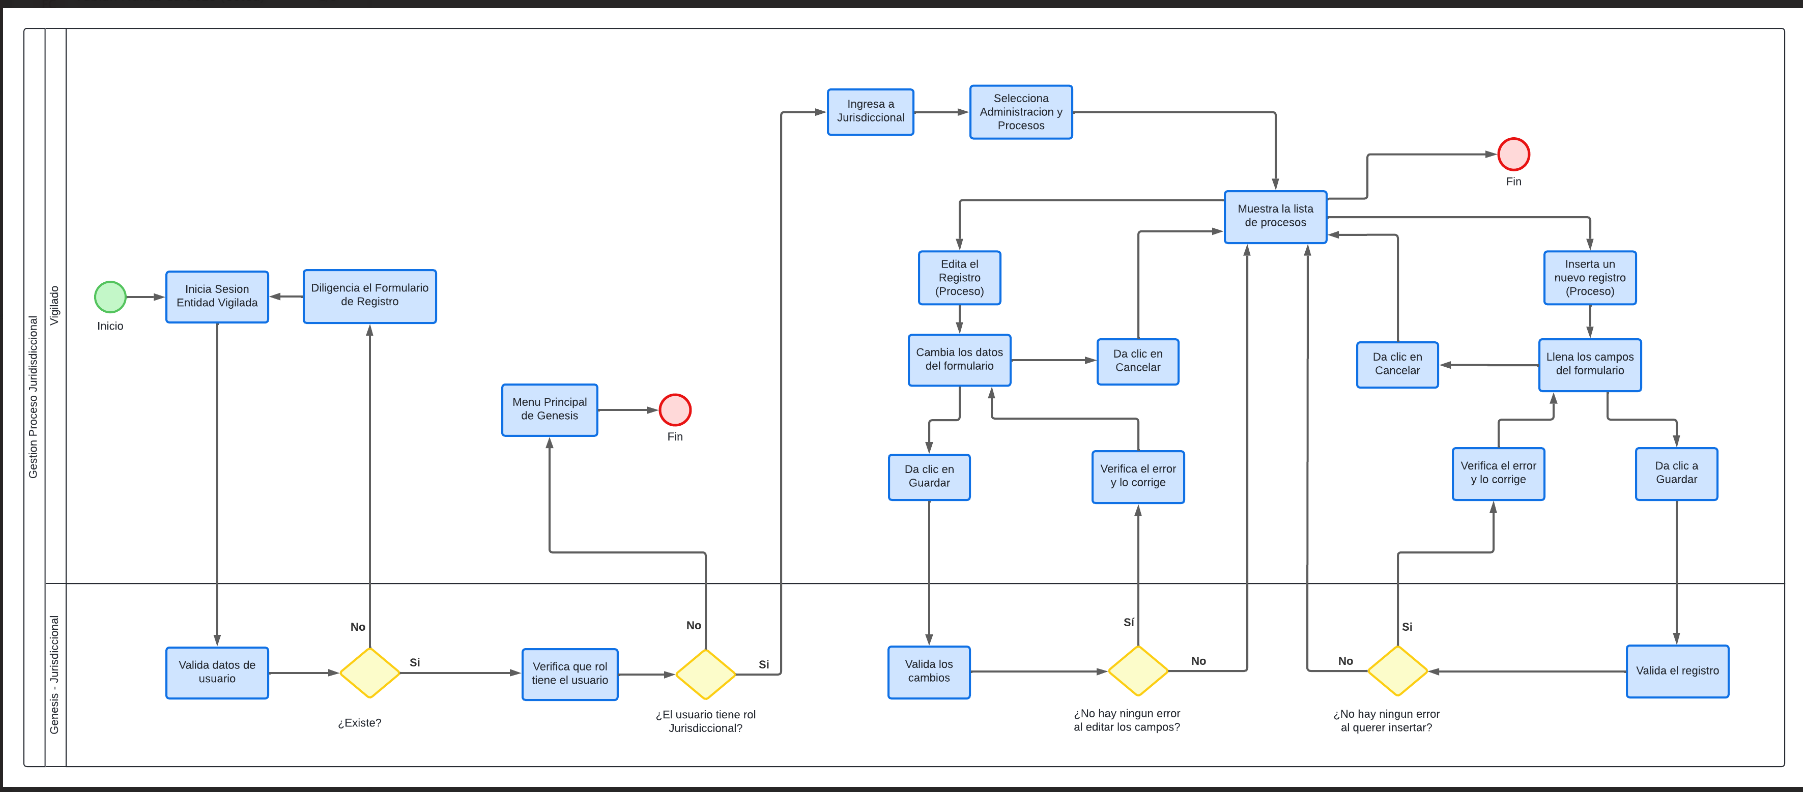 Gestion Proceso Juridisdiccional
Vigilado
Genesis - Jurisdiccional
Inicio
Inicia Sesion
Entidad Vigilada
Diligencia el Formulario
de Registro
Menu Principal
de Genesis
Fin
Ingresa a
Jurisdiccional
Selecciona
Administracion y
Procesos
Muestra la lista
de procesos
Fin
Edita el
Registro
(Proceso)
Cambia los datos
del formulario
Da clic en
Cancelar
Da clic en
Guardar
Verifica el error
y lo corrige
Inserta un
nuevo registro
(Proceso)
Da clic en
Cancelar
Llena los campos
del formulario
Verifica el error
y lo corrige
Da clic a
Guardar
Valida datos de
usuario
No
Si
¿Existe?
Verifica que rol
tiene el usuario
No
Si
¿El usuario tiene rol
Jurisdiccional?
Valida los
cambios
Sí
No
¿No hay ningun error
al editar los campos?
No
Si
¿No hay ningun error
al querer insertar?
Valida el registro